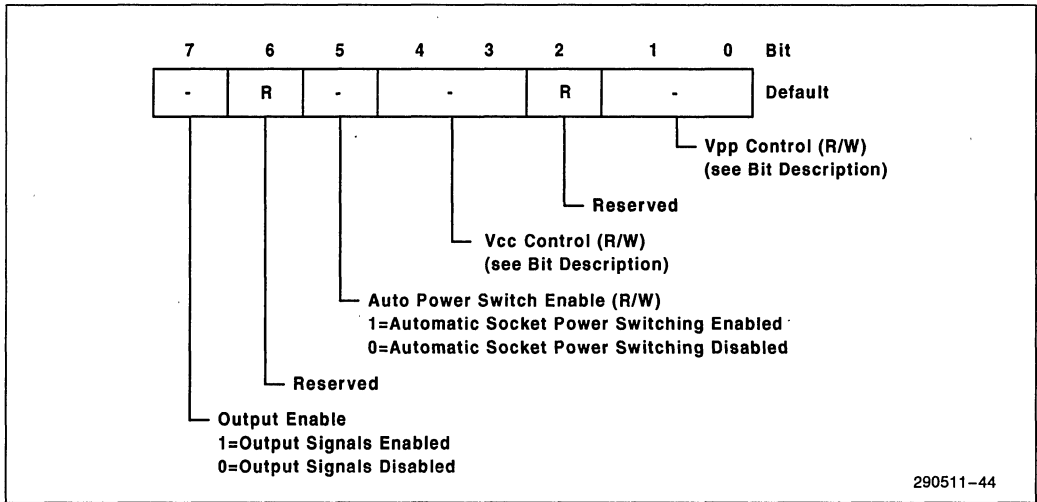 7 6 5 4 3 2 1 0 Bit
- R - - R - Default
Vpp Control (R/W)
(see Bit Description)
Reserved
Vcc Control (R/W)
(see Bit Description)
Auto Power Switch Enable (R/W)
1=Automatic Socket Power Switching Enabled
0=Automatic Socket Power Switching Disabled
Reserved
Output Enable
1=Output Signals Enabled
0=Output Signals Disabled
290511-44